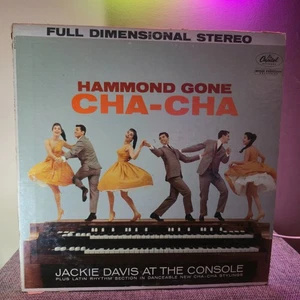 FULL DIMENSIONAL STEREO
Capitol
HAMMOND GONE
CHA-CHA
JACKIE DAVIS AT THE CONSOLE
PLUS LATIN RHYTHM SECTION IN DANCEABLE NEW CHA-CHA STYLINGS